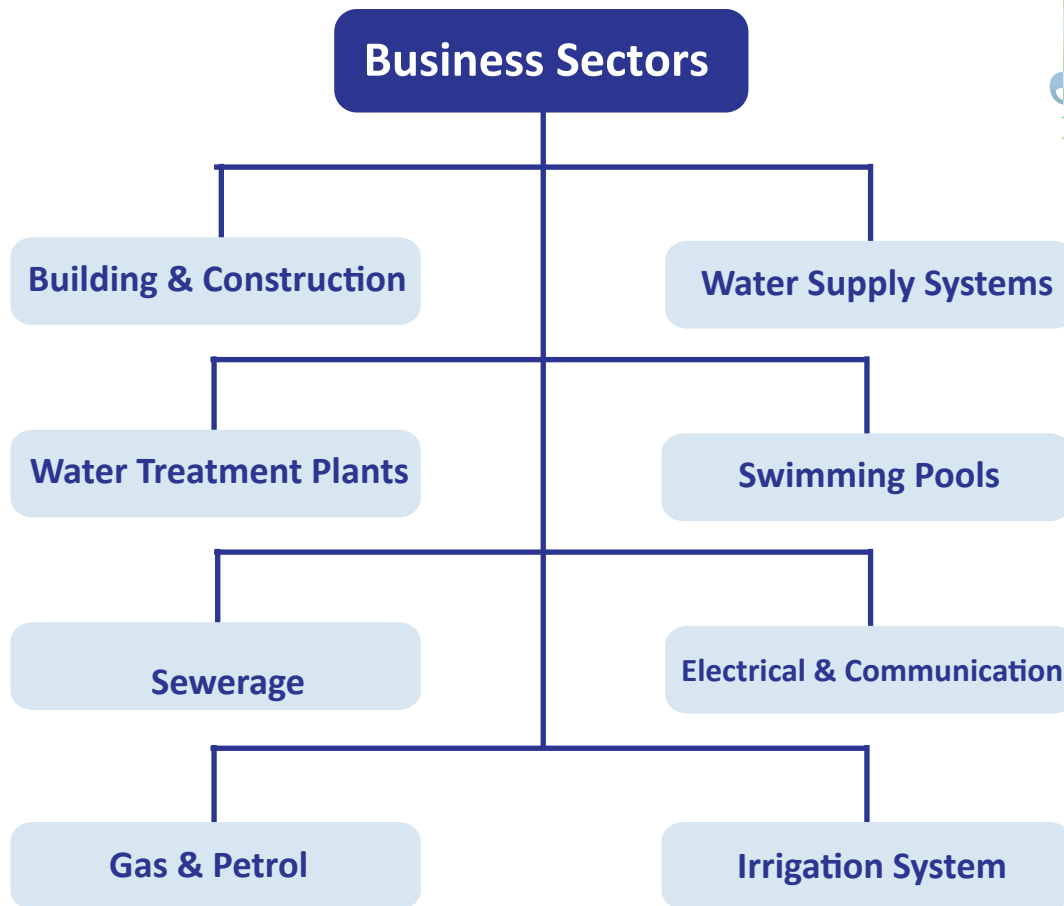 Business Sectors
Building & Construction
Water Supply Systems
Water Treatment Plants
Swimming Pools
Sewerage
Electrical & Communication
Gas & Petrol
Irrigation System